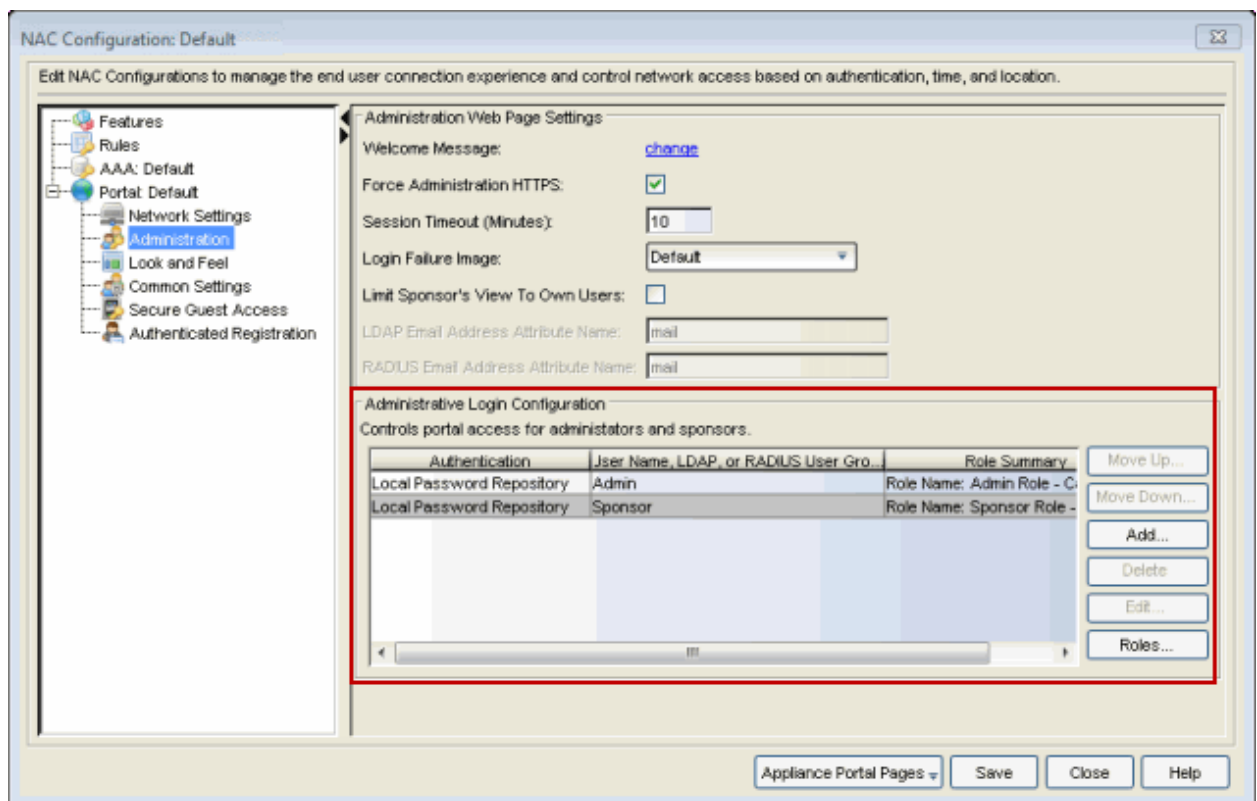 NAC Configuration: Default
Edit NAC Configurations to manage the end user connection experience and control network access based on authentication, time, and location.
Features
Rules
AAA: Default
Portal: Default
Network Settings
Administration
Look and Feel
Common Settings
Secure Guest Access
Authenticated Registration
Administration Web Page Settings
Welcome Message: change
Force Administration HTTPS:
Session Timeout (Minutes): 10
Login Failure Image: Default
Limit Sponsor's View To Own Users:
LDAP Email Address Attribute Name: mail
RADIUS Email Address Attribute Name: mail
Administrative Login Configuration
Controls portal access for administators and sponsors.
Authentication Jser Name, LDAP, or RADIUS User Gro... Role Summary
Local Password Repository Admin Role Name: Admin Role - C
Local Password Repository Sponsor Role Name: Sponsor Role -
Move Up...
Move Down...
Add...
Delete
Edit...
Roles...
Appliance Portal Pages Save Close Help